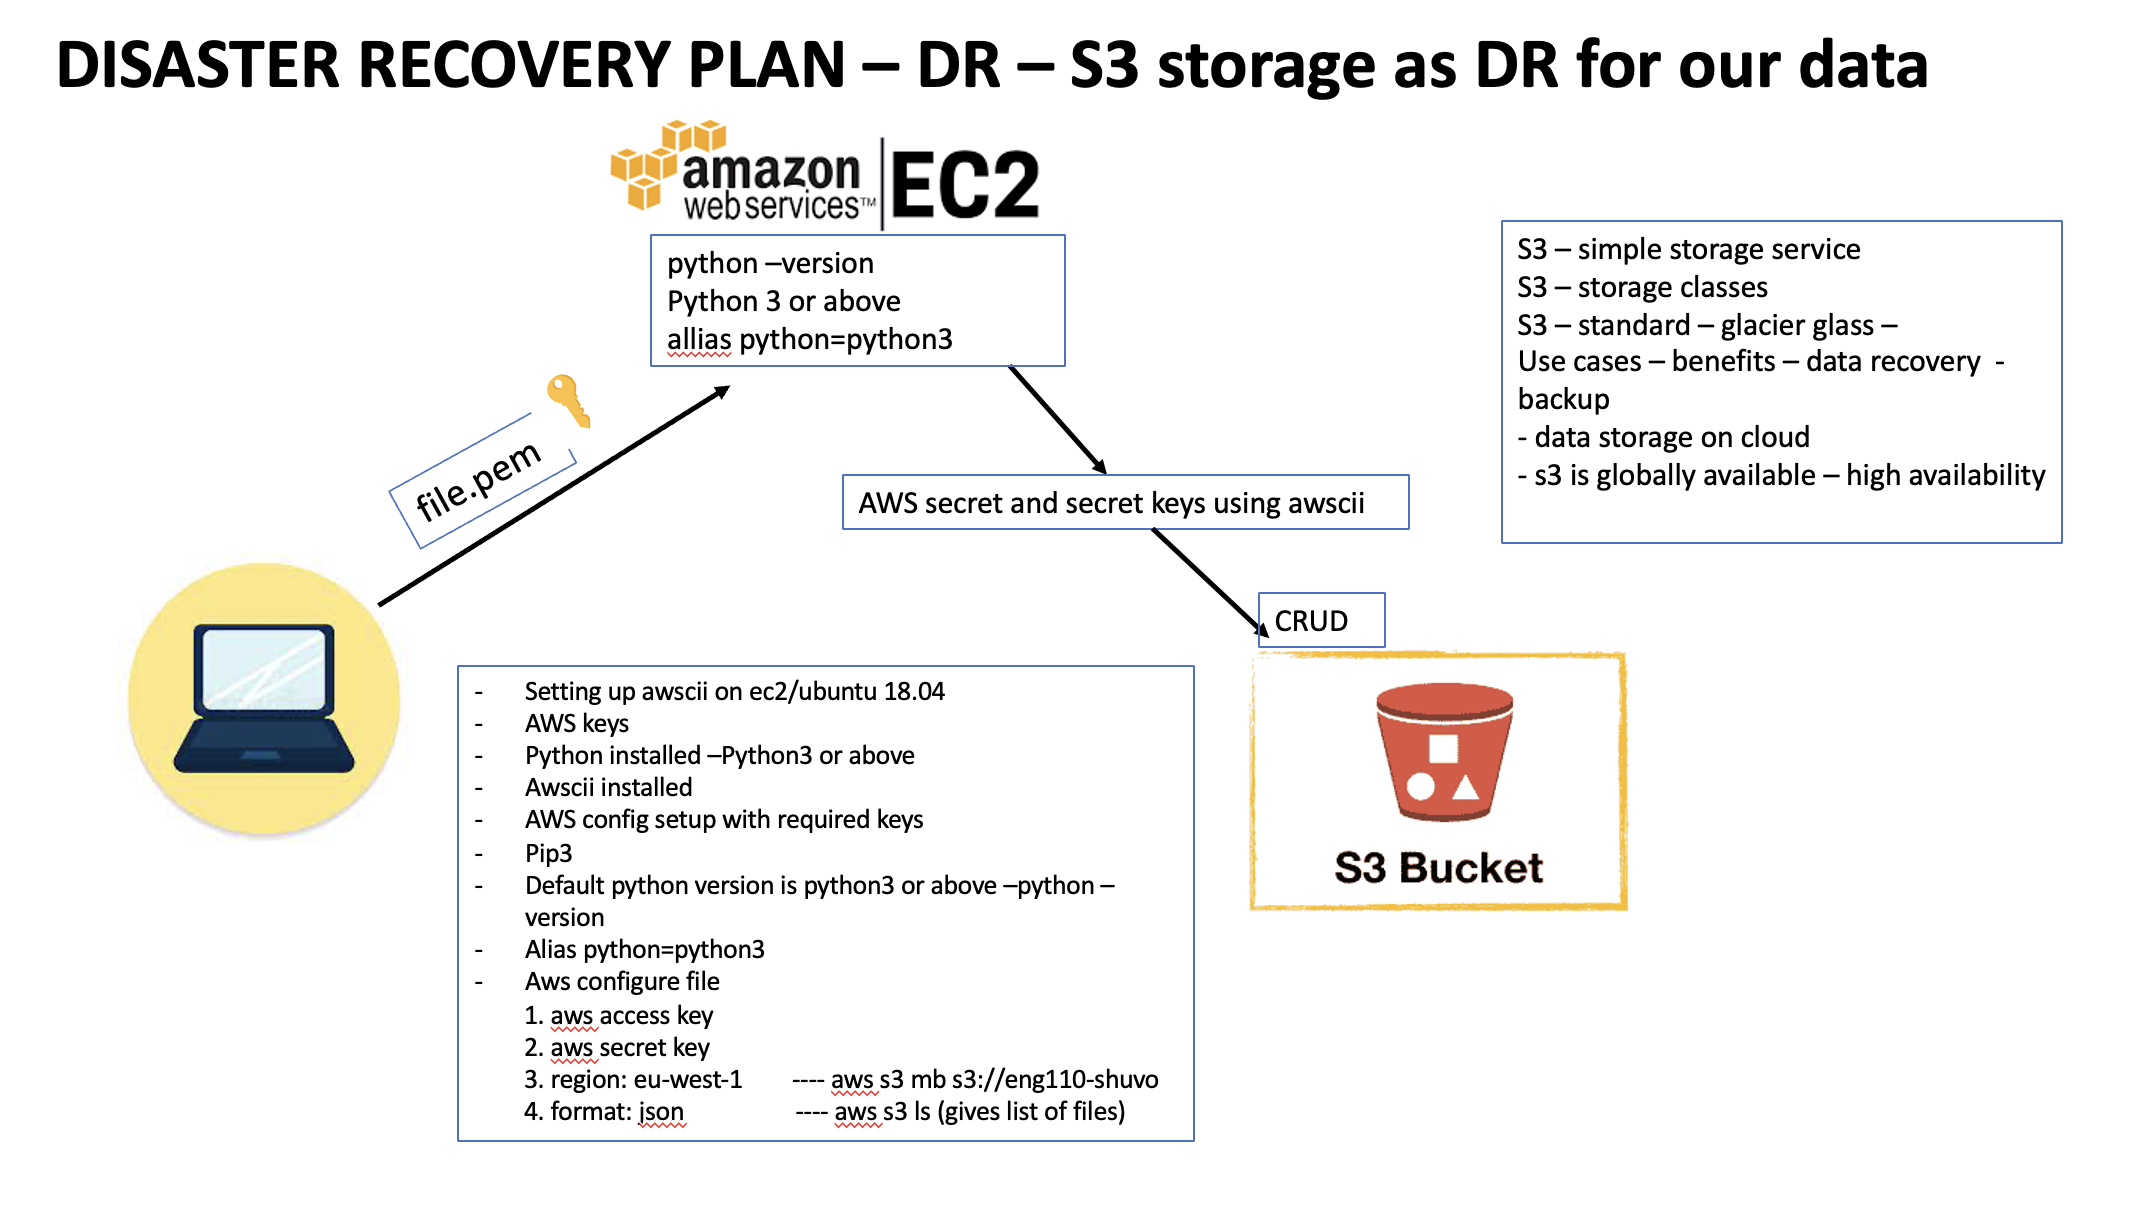 DISASTER RECOVERY PLAN – DR – S3 storage as DR for our data
amazon
web services™
EC2
python –version
Python 3 or above
allias python=python3
S3 – simple storage service
S3 – storage classes
S3 – standard – glacier glass –
Use cases – benefits – data recovery -
backup
- data storage on cloud
- s3 is globally available – high availability
file.pem
AWS secret and secret keys using awscii
CRUD
- Setting up awscii on ec2/ubuntu 18.04
- AWS keys
- Python installed –Python3 or above
- Awscii installed
- AWS config setup with required keys
- Pip3
- Default python version is python3 or above –python –
version
- Alias python=python3
- Aws configure file
1. aws access key
2. aws secret key
3. region: eu-west-1 ---- aws s3 mb s3://eng110-shuvo
4. format: json ---- aws s3 ls (gives list of files)
S3 Bucket